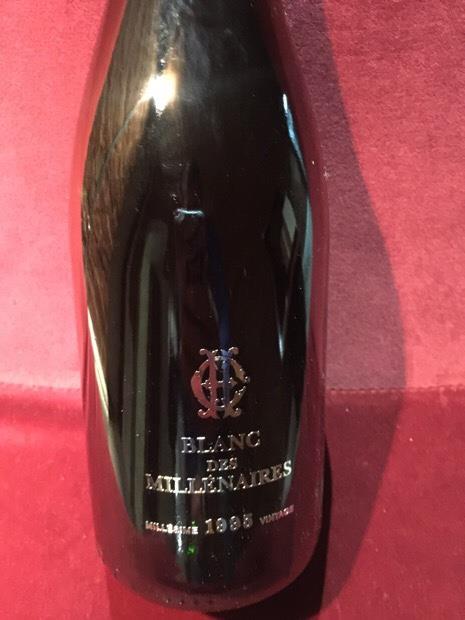 BLANC
DES
MILLÉNAIRES
MILLÉSIME 1995 VINTAGE